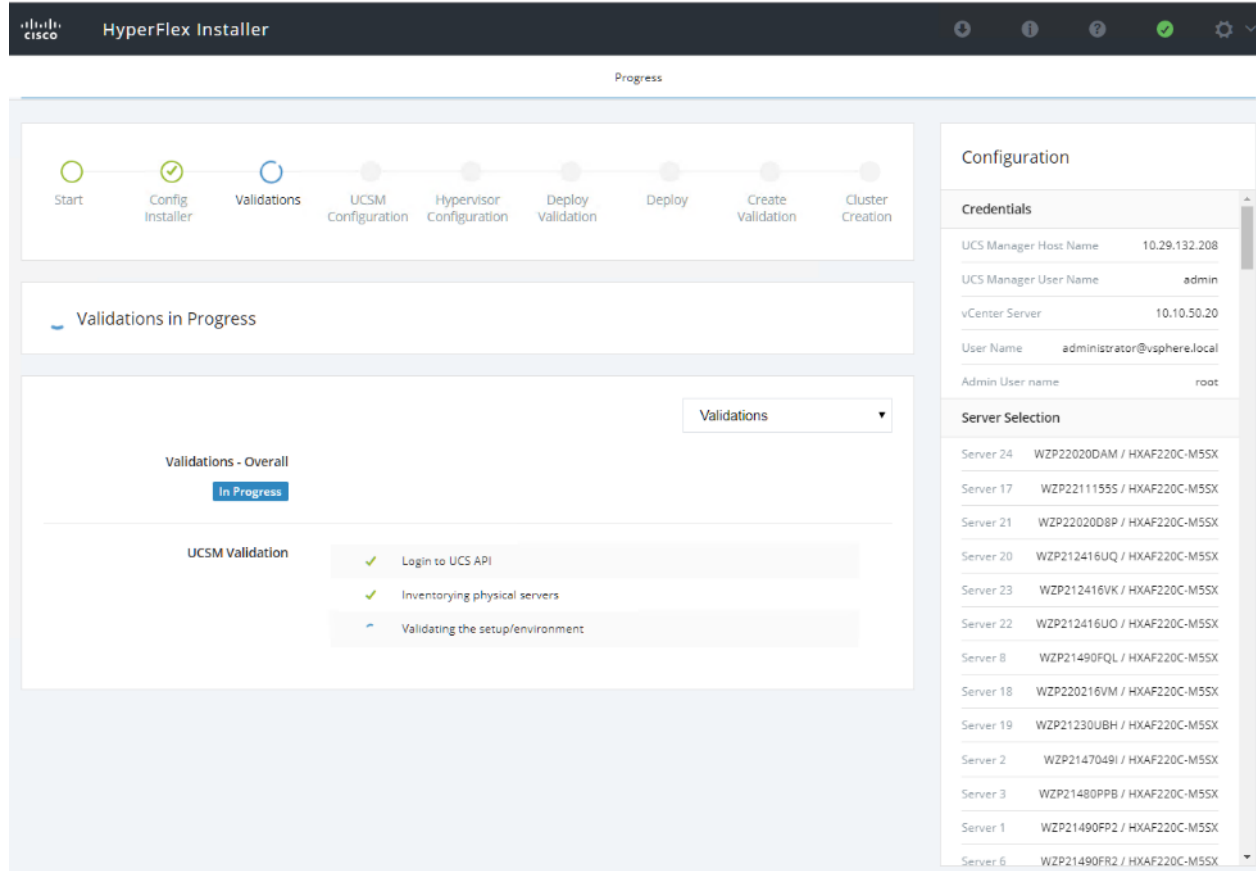 cisco HyperFlex Installer
Progress
Start
Config Installer
Validations
UCSM Configuration
Hypervisor Configuration
Deploy Validation
Deploy
Create Validation
Cluster Creation
Validations in Progress
Validations
Validations - Overall
In Progress
UCSM Validation
Login to UCS API
Inventorying physical servers
Validating the setup/environment
Configuration
Credentials
UCS Manager Host Name 10.29.132.208
UCS Manager User Name admin
vCenter Server 10.10.50.20
User Name administrator@vsphere.local
Admin User name root
Server Selection
Server 24 WZP22020DAM / HXAF220C-M5SX
Server 17 WZP2211155S / HXAF220C-M5SX
Server 21 WZP22020D8P / HXAF220C-M5SX
Server 20 WZP212416UQ / HXAF220C-M5SX
Server 23 WZP212416VK / HXAF220C-M5SX
Server 22 WZP212416UO / HXAF220C-M5SX
Server 8 WZP21490FQL / HXAF220C-M5SX
Server 18 WZP220216VM / HXAF220C-M5SX
Server 19 WZP21230UBH / HXAF220C-M5SX
Server 2 WZP2147049I / HXAF220C-M5SX
Server 3 WZP21480PPB / HXAF220C-M5SX
Server 1 WZP21490FP2 / HXAF220C-M5SX
Server 6 WZP21490FR2 / HXAF220C-M5SX